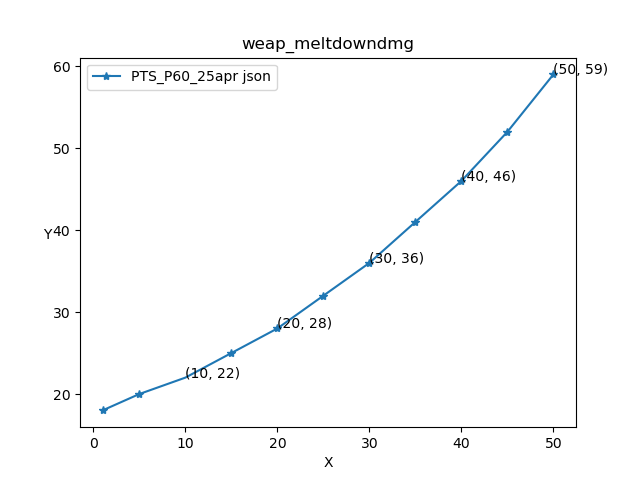 weap_meltdowndmg
PTS_P60_25apr json
(50, 59)
(40, 46)
(30, 36)
(20, 28)
(10, 22)
60
50
40
30
20
Y
0 10 20 30 40 50
X